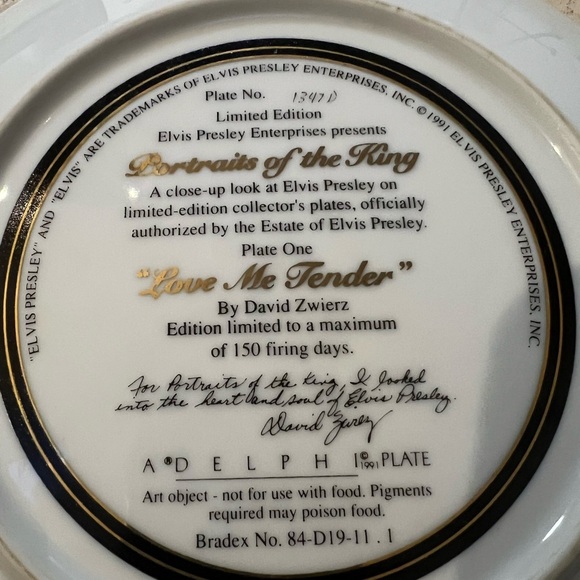 "ELVIS PRESLEY" AND "ELVIS" ARE TRADEMARKS OF ELVIS PRESLEY ENTERPRISES, INC. © 1991 ELVIS PRESLEY ENTERPRISES, INC.
Plate No. 1347D
Limited Edition
Elvis Presley Enterprises presents
Portraits of the King
A close-up look at Elvis Presley on
limited-edition collector's plates, officially
authorized by the Estate of Elvis Presley.
Plate One
"Love Me Tender"
By David Zwierz
Edition limited to a maximum
of 150 firing days.
For Portraits of the King, I looked
into the heart and soul of Elvis Presley.
David Zwierz
A ® D E L P H I © 1991 PLATE
Art object - not for use with food. Pigments
required may poison food.
Bradex No. 84-D19-11 . 1